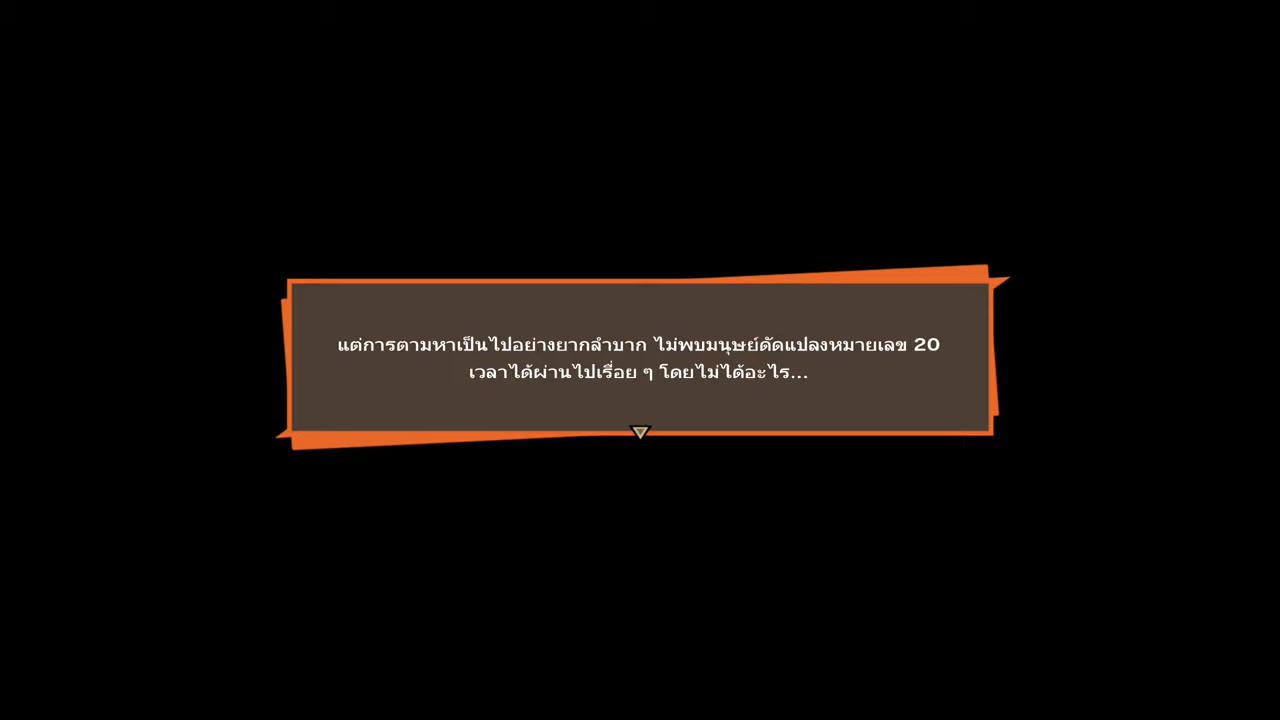 แต่การตามหาเป็นไปอย่างยากลำบาก ไม่พบมนุษย์ดัดแปลงหมายเลข 20
เวลาได้ผ่านไปเรื่อย ๆ โดยไม่ได้อะไร...